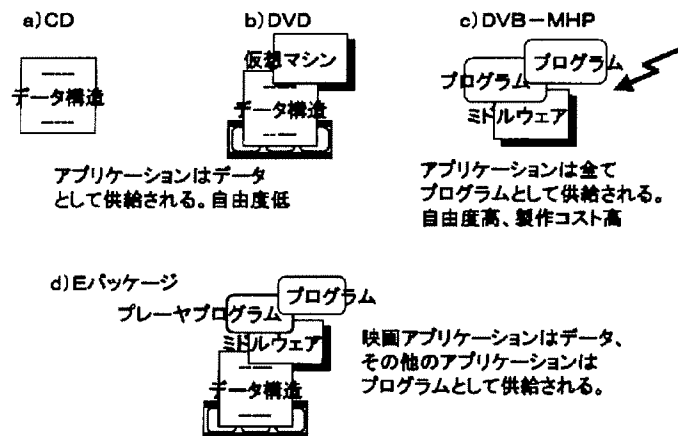 a)CD
データ構造
b)DVD
仮想マシン
データ構造
c)DVB－MHP
プログラム
プログラム
ミドルウェア
アプリケーションはデータ
として供給される。自由度低
アプリケーションは全て
プログラムとして供給される。
自由度高、製作コスト高
d)Eパッケージ
プログラム
プレーヤプログラム
ミドルウェア
データ構造
映画アプリケーションはデータ、
その他のアプリケーションは
プログラムとして供給される。